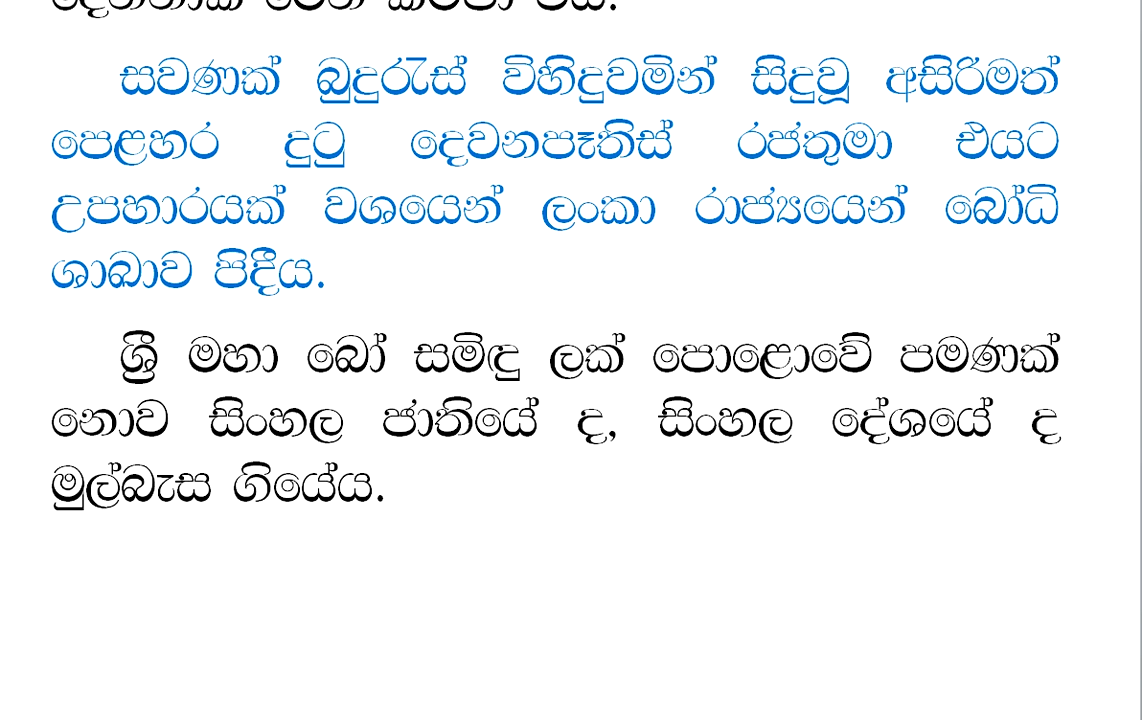 සවණක් බුදුරැස් විහිදුවමින් සිදුවූ අසිරිමත්
පෙළහර දුටු දෙවනපෑතිස් රජතුමා එයට
උපහාරයක් වශයෙන් ලංකා රාජ්‍යයෙන් බෝධි
ශාඛාව පිදීය.
ශ්‍රී මහා බෝ සමිඳු ලක් පොළොවේ පමණක්
නොව සිංහල ජාතියේ ද, සිංහල දේශයේ ද
මුල්බැස ගියේය.